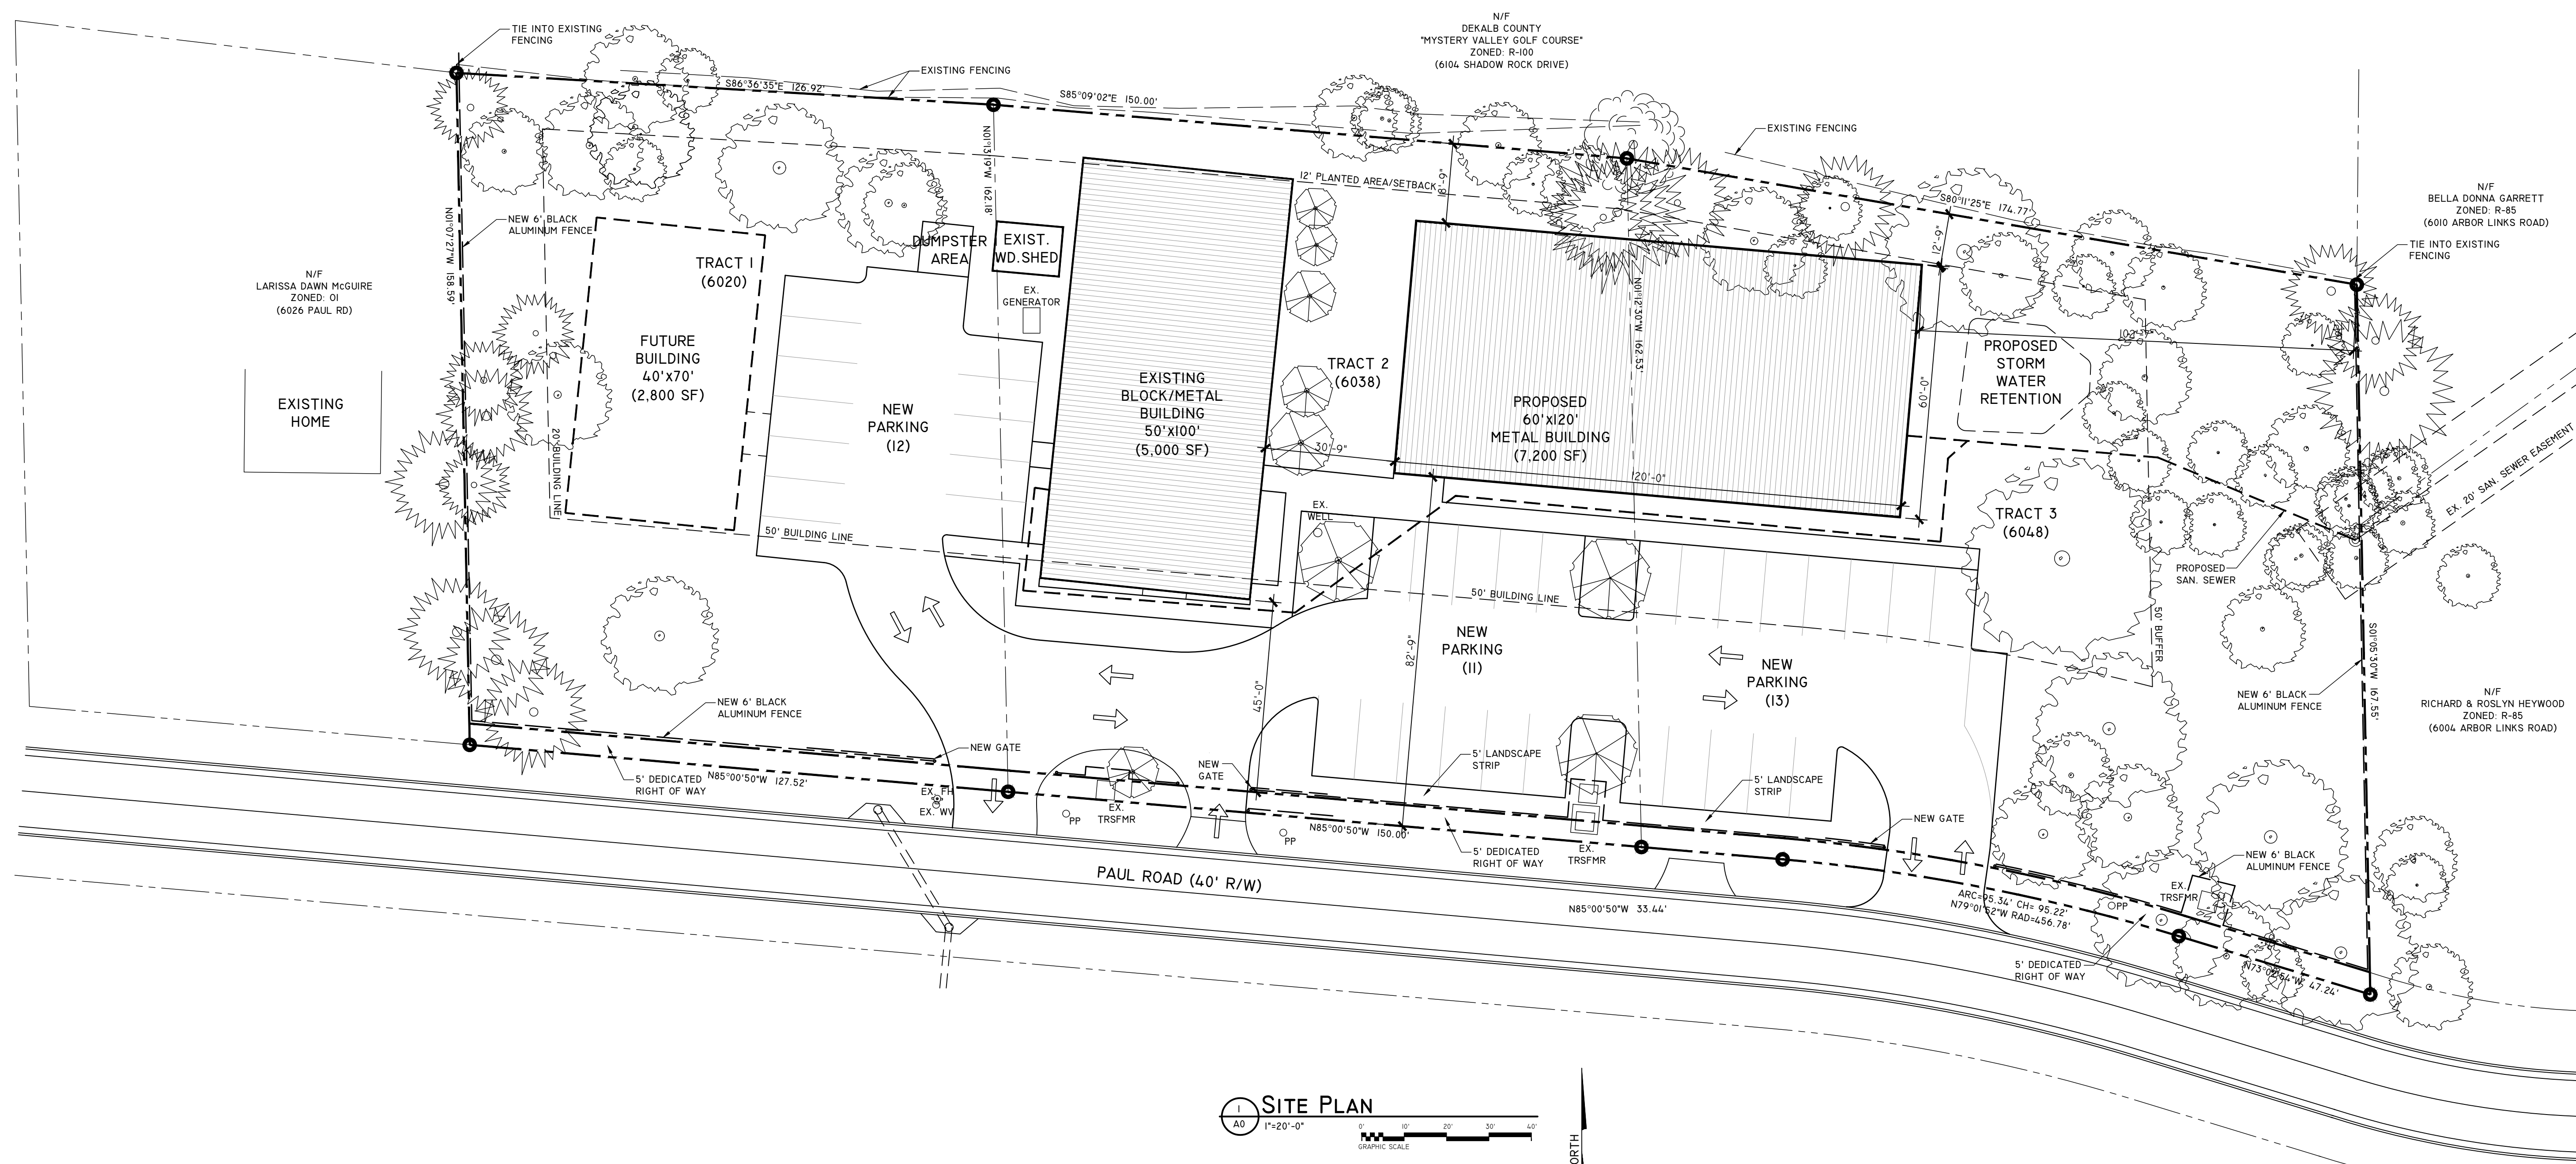 N/F
DEKALB COUNTY
"MYSTERY VALLEY GOLF COURSE"
ZONED: R-100
(6104 SHADOW ROCK DRIVE)
TIE INTO EXISTING
FENCING
EXISTING FENCING
S86°36'35"E 126.92'
S85°09'02"E 150.00'
EXISTING FENCING
12' PLANTED AREA/SETBACK
S80°11'25"E 174.77'
12'-9"
N/F
BELLA DONNA GARRETT
ZONED: R-85
(6010 ARBOR LINKS ROAD)
TIE INTO EXISTING
FENCING
N01°07'27"W 158.59'
NEW 6' BLACK
ALUMINUM FENCE
N/F
LARISSA DAWN McGUIRE
ZONED: OI
(6026 PAUL RD)
EXISTING
HOME
20' BUILDING LINE
TRACT 1
(6020)
FUTURE
BUILDING
40'x70'
(2,800 SF)
DUMPSTER
AREA
EXIST.
WD.SHED
EX.
GENERATOR
N01°13'19"W 162.18'
NEW
PARKING
(12)
EXISTING
BLOCK/METAL
BUILDING
50'x100'
(5,000 SF)
TRACT 2
(6038)
30'-9"
PROPOSED
60'x120'
METAL BUILDING
(7,200 SF)
120'-0"
N01°12'30"W 162.53'
60'-0"
PROPOSED
STORM
WATER
RETENTION
TRACT 3
(6048)
PROPOSED
SAN. SEWER
EX. 20' SAN. SEWER EASEMENT
50' BUFFER
S01°05'30"W 167.55'
50' BUILDING LINE
EX.
WELL
50' BUILDING LINE
82'-9"
45'-0"
NEW
PARKING
(11)
NEW
PARKING
(13)
NEW 6' BLACK
ALUMINUM FENCE
N/F
RICHARD & ROSLYN HEYWOOD
ZONED: R-85
(6004 ARBOR LINKS ROAD)
NEW 6' BLACK
ALUMINUM FENCE
NEW GATE
5' DEDICATED
RIGHT OF WAY
N85°00'50"W 127.52'
EX. FH
EX. WV
PP
EX.
TRSFMR
NEW
GATE
PP
N85°00'50"W 150.00'
5' LANDSCAPE
STRIP
5' DEDICATED
RIGHT OF WAY
EX.
TRSFMR
5' LANDSCAPE
STRIP
NEW GATE
PAUL ROAD (40' R/W)
N85°00'50"W 33.44'
ARC=95.34' CH= 95.22'
N79°01'52"W RAD=456.78'
PP
EX.
TRSFMR
NEW 6' BLACK
ALUMINUM FENCE
5' DEDICATED
RIGHT OF WAY
47.24'
1
A0
SITE PLAN
1"=20'-0"
0' 10' 20' 30' 40'
GRAPHIC SCALE
ORTH